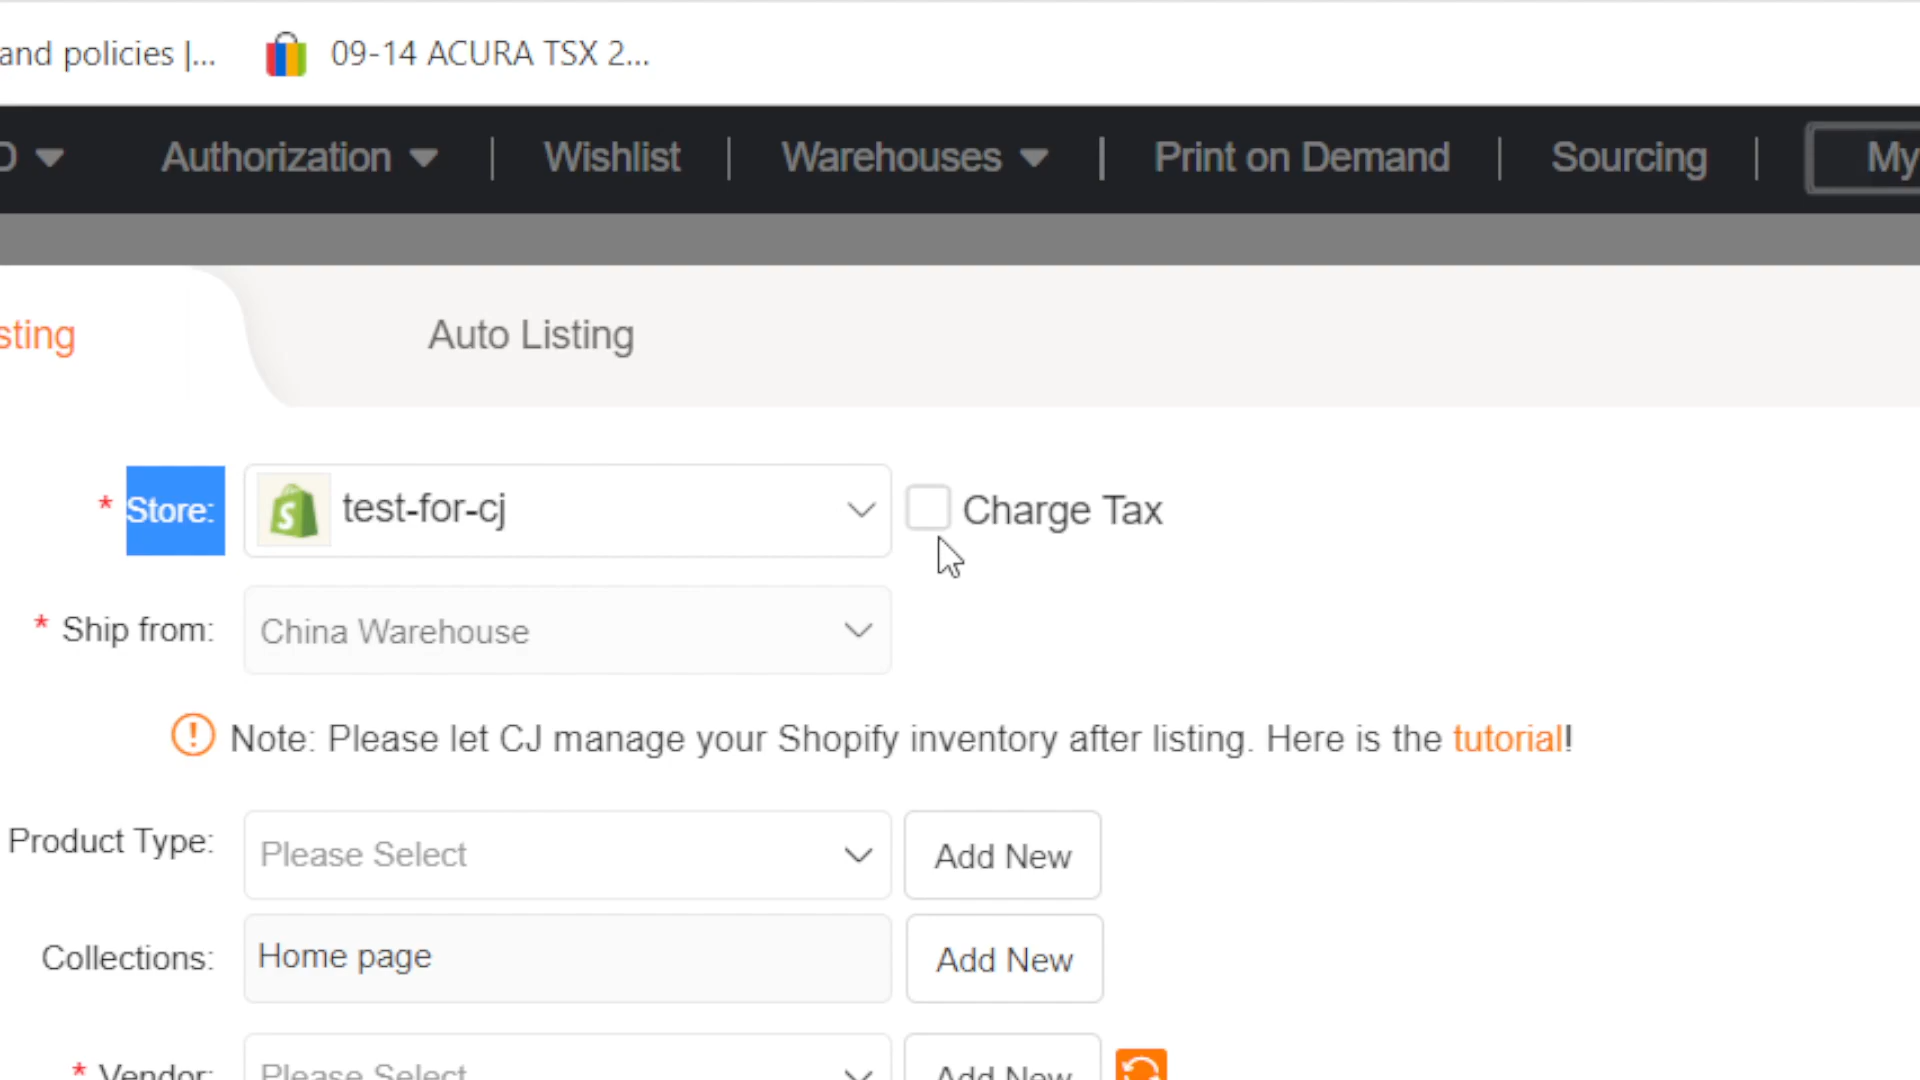 and policies |... 09-14 ACURA TSX 2...
Authorization | Wishlist | Warehouses | Print on Demand | Sourcing | My
sting Auto Listing
* Store: test-for-cj Charge Tax
* Ship from: China Warehouse
Note: Please let CJ manage your Shopify inventory after listing. Here is the tutorial!
Product Type: Please Select Add New
Collections: Home page Add New
* Vendor: Please Select Add New